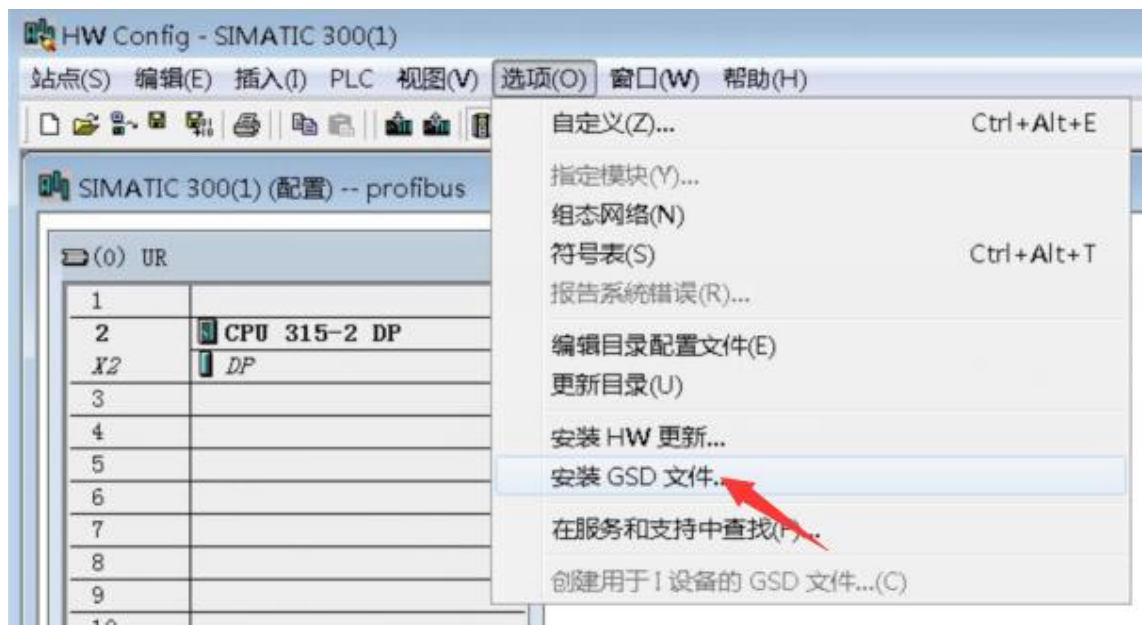 HW Config - SIMATIC 300(1)
站点(S) 编辑(E) 插入(I) PLC 视图(V) 选项(O) 窗口(W) 帮助(H)
自定义(Z)... Ctrl+Alt+E
指定模块(Y)...
组态网络(N)
符号表(S) Ctrl+Alt+T
报告系统错误(R)...
编辑目录配置文件(E)
更新目录(U)
安装 HW 更新...
安装 GSD 文件...
在服务和支持中查找(F)...
创建用于 I 设备的 GSD 文件...(C)
SIMATIC 300(1) (配置) -- profibus
(0) UR
1
2 CPU 315-2 DP
X2 DP
3
4
5
6
7
8
9
10